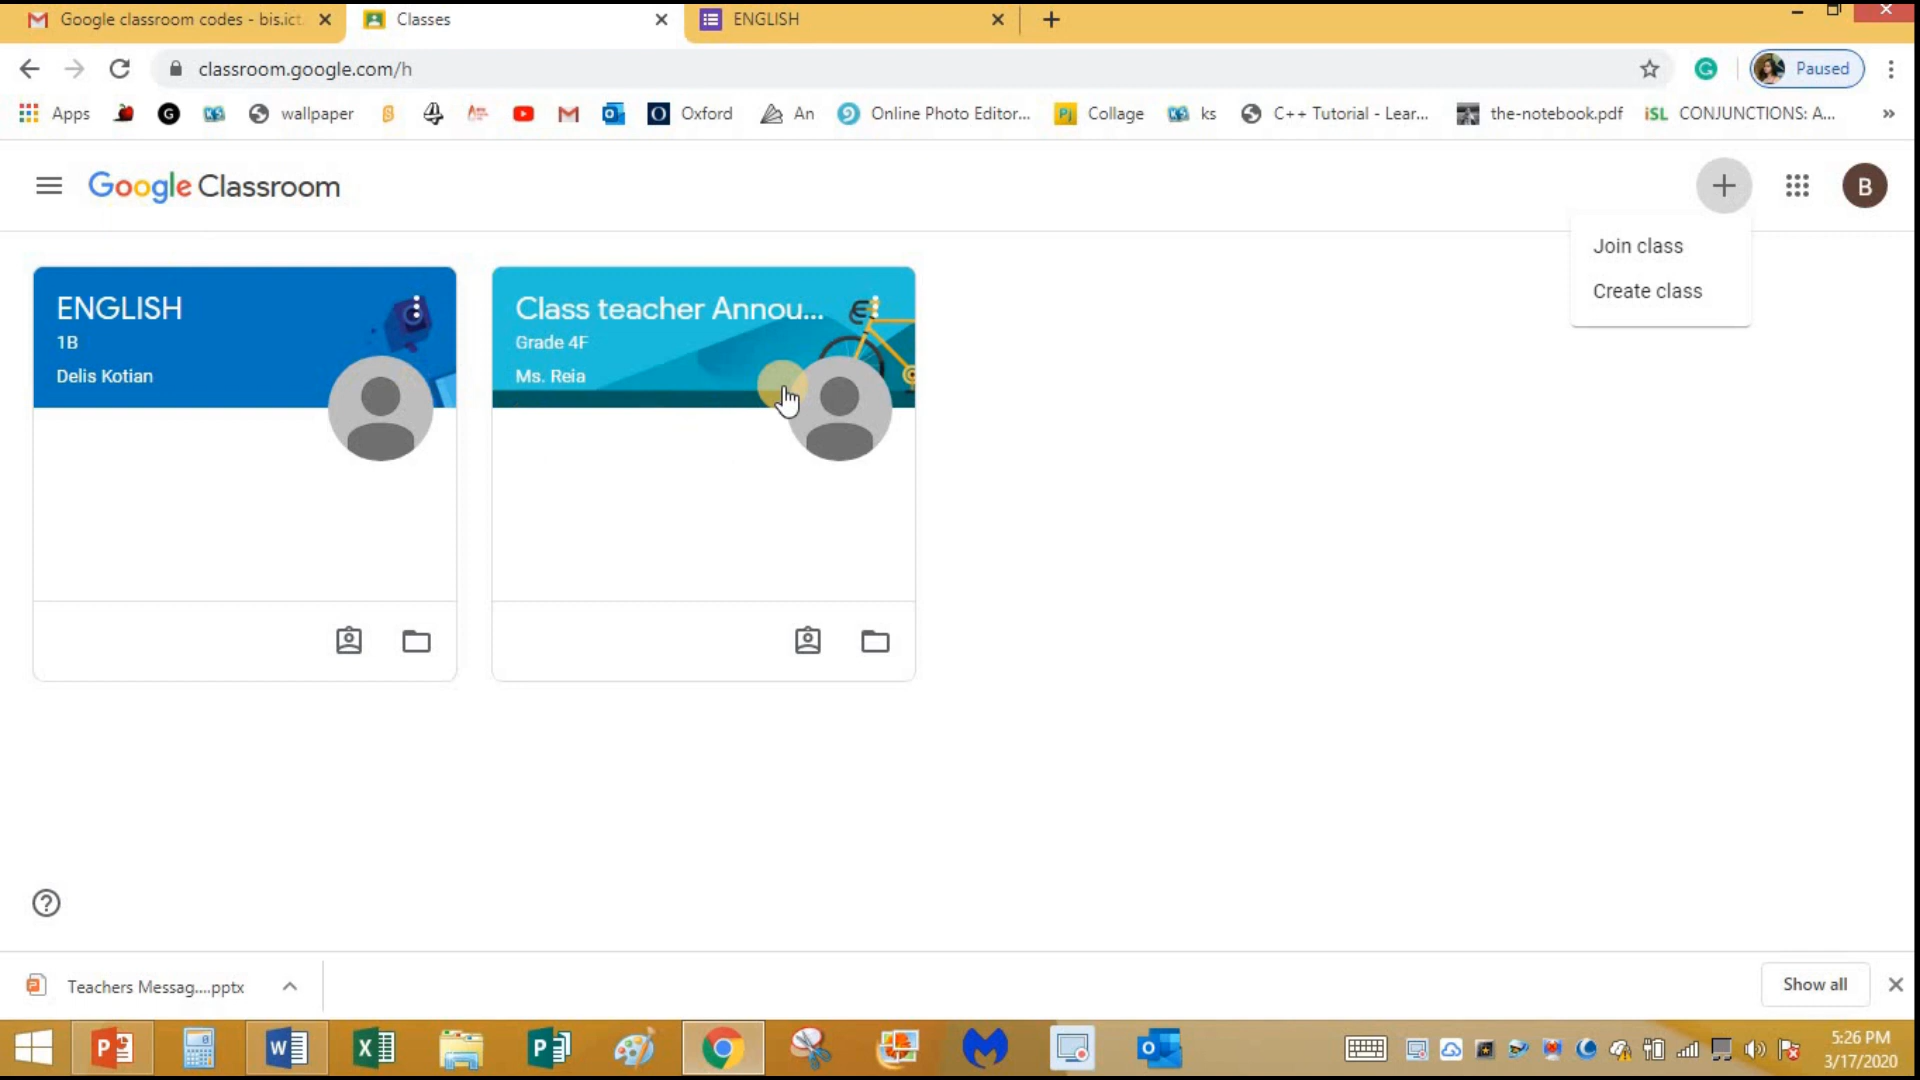 Google classroom codes - bis.ict.
Classes
ENGLISH
classroom.google.com/h
Paused
Apps
wallpaper
Oxford
An
Online Photo Editor...
Collage
ks
C++ Tutorial - Lear...
the-notebook.pdf
iSL CONJUNCTIONS: A...
Google Classroom
B
Join class
Create class
ENGLISH
1B
Delis Kotian
Class teacher Annou...
Grade 4F
Ms. Reia
Teachers Messag....pptx
Show all
5:26 PM
3/17/2020